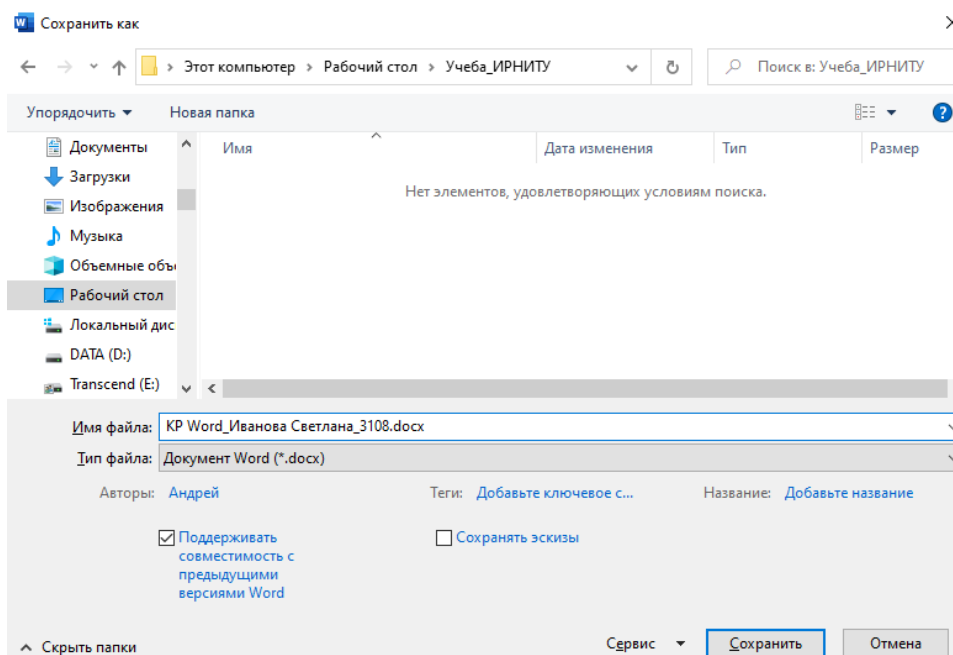 Сохранить как
Этот компьютер › Рабочий стол › Учеба_ИРНИТУ
Поиск в: Учеба_ИРНИТУ
Упорядочить
Новая папка
Документы
Загрузки
Изображения
Музыка
Объемные объ
Рабочий стол
Локальный дис
DATA (D:)
Transcend (E:)
Имя
Дата изменения
Тип
Размер
Нет элементов, удовлетворяющих условиям поиска.
Имя файла: КР Word_Иванова Светлана_3108.docx
Тип файла: Документ Word (*.docx)
Авторы: Андрей
Теги: Добавьте ключевое с...
Название: Добавьте название
Поддерживать
совместимость с
предыдущими
версиями Word
Сохранять эскизы
Скрыть папки
Сервис
Сохранить
Отмена